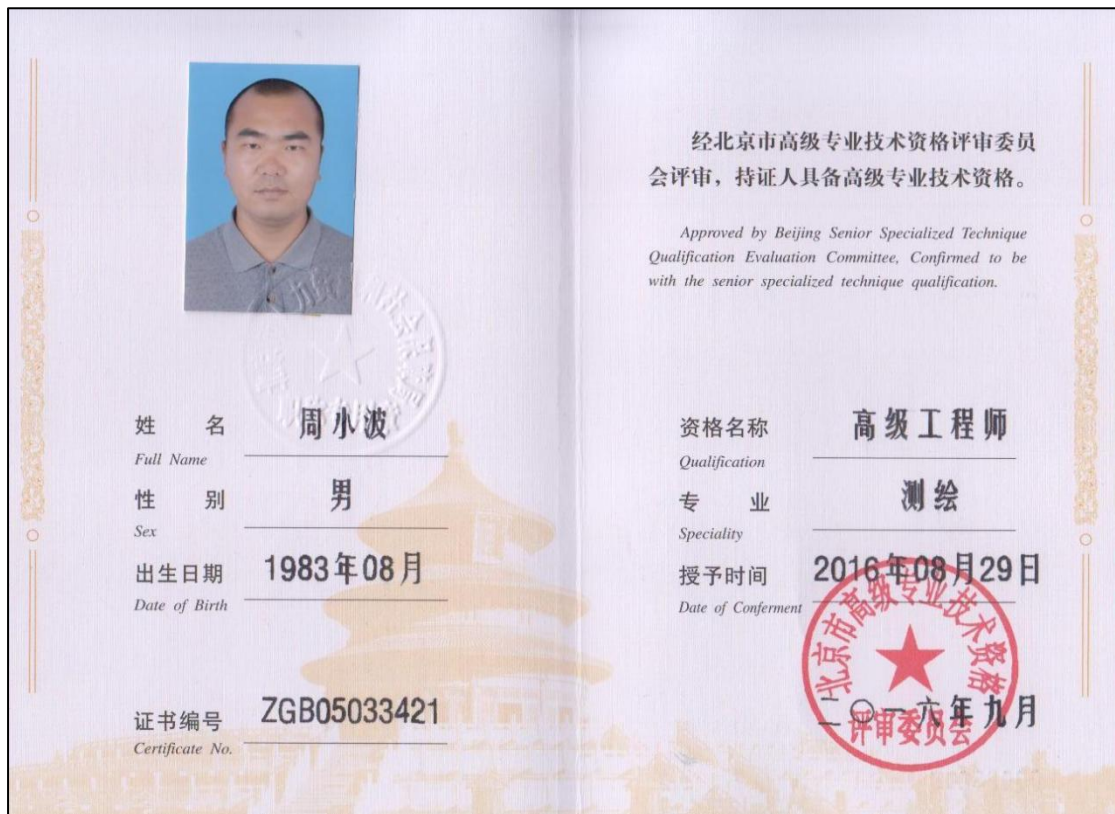 姓名 周小波
Full Name
性别 男
Sex
出生日期 1983年08月
Date of Birth
证书编号 ZGB05033421
Certificate No.
经北京市高级专业技术资格评审委员
会评审，持证人具备高级专业技术资格。
Approved by Beijing Senior Specialized Technique
Qualification Evaluation Committee, Confirmed to be
with the senior specialized technique qualification.
资格名称 高级工程师
Qualification
专业 测绘
Speciality
授予时间 2016年08月29日
Date of Conferment
北京市高级专业技术资格
评审委员会
二〇一六年九月